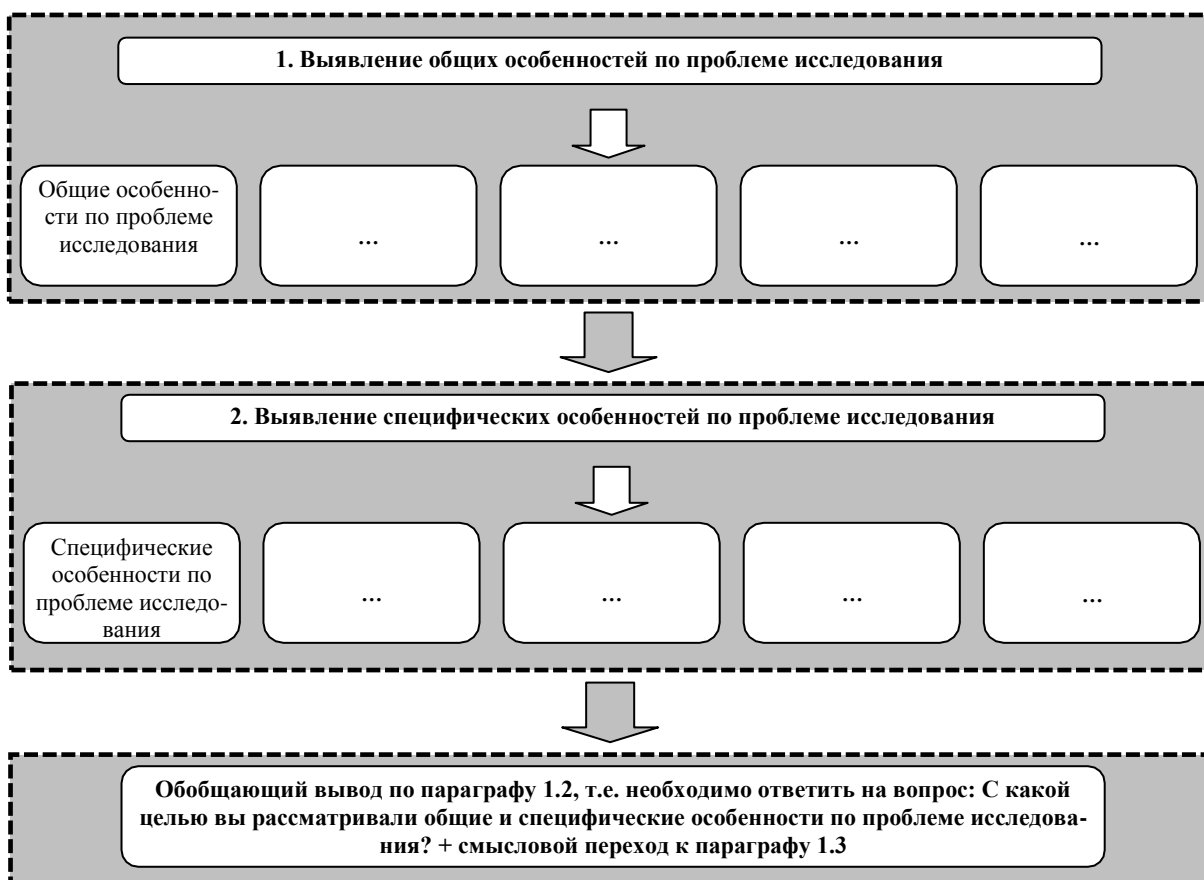 1. Выявление общих особенностей по проблеме исследования
Общие особенно-
сти по проблеме
исследования
...
...
...
...
2. Выявление специфических особенностей по проблеме исследования
Специфические
особенности по
проблеме исследо-
вания
...
...
...
...
Обобщающий вывод по параграфу 1.2, т.е. необходимо ответить на вопрос: С какой
целью вы рассматривали общие и специфические особенности по проблеме исследова-
ния? + смысловой переход к параграфу 1.3